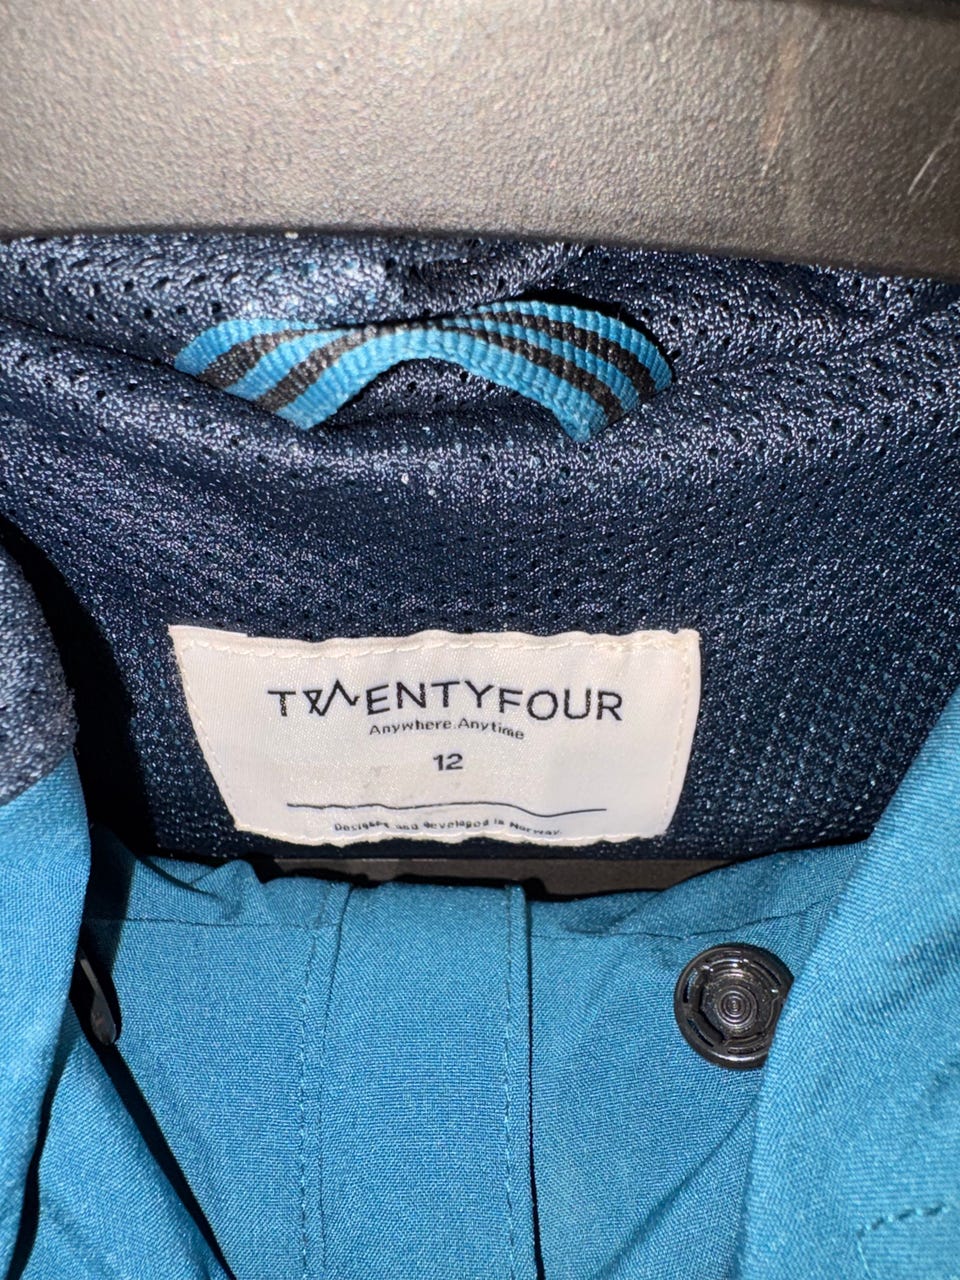 TWENTYFOUR
Anywhere.Anytime
12
Designed and developed in Norway.